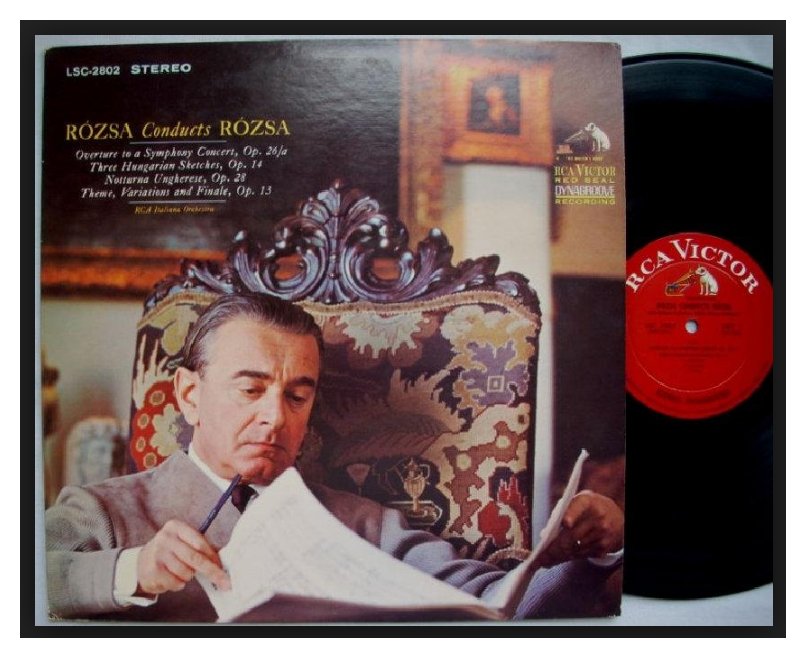 LSC-2802 STEREO
RÓZSA Conducts RÓZSA
Overture to a Symphony Concert, Op. 26/a
Three Hungarian Sketches, Op. 14
Notturno Ungherese, Op. 28
Theme, Variations and Finale, Op. 13
RCA Italiana Orchestra
RCA VICTOR
RED SEAL
DYNAGROOVE
RECORDING
RCA VICTOR